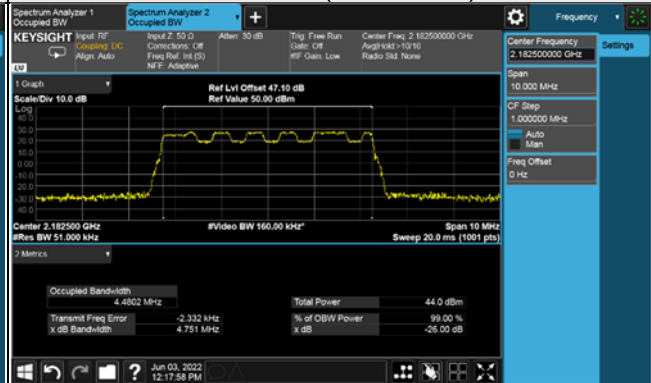 Spectrum Analyzer 1
Occupied BW
Spectrum Analyzer 2
Occupied BW
+
Frequency
KEYSIGHT
Input: RF
Coupling: DC
Align: Auto
Input Z: 50 Ω
Corrections: Off
Freq Ref: Int (S)
NFE: Adaptive
Atten: 30 dB
Trig: Free Run
Gate: Off
#IF Gain: Low
Center Freq: 2.182500000 GHz
Avg|Hold:>10/10
Radio Std: None
LXI
Center Frequency
2.182500000 GHz
Settings
Span
10.000 MHz
CF Step
1.000000 MHz
Auto
Man
Freq Offset
0 Hz
1 Graph
Scale/Div 10.0 dB
Ref Lvl Offset 47.10 dB
Ref Value 50.00 dBm
Log
40.0
30.0
20.0
10.0
0.00
-10.0
-20.0
-30.0
-40.0
Center 2.182500 GHz
#Video BW 160.00 kHz*
Span 10 MHz
#Res BW 51.000 kHz
Sweep 20.0 ms (1001 pts)
2 Metrics
Occupied Bandwidth
4.4802 MHz
Total Power
44.0 dBm
Transmit Freq Error
-2.332 kHz
% of OBW Power
99.00 %
x dB Bandwidth
4.751 MHz
x dB
-26.00 dB
?
Jun 03, 2022
12:17:58 PM